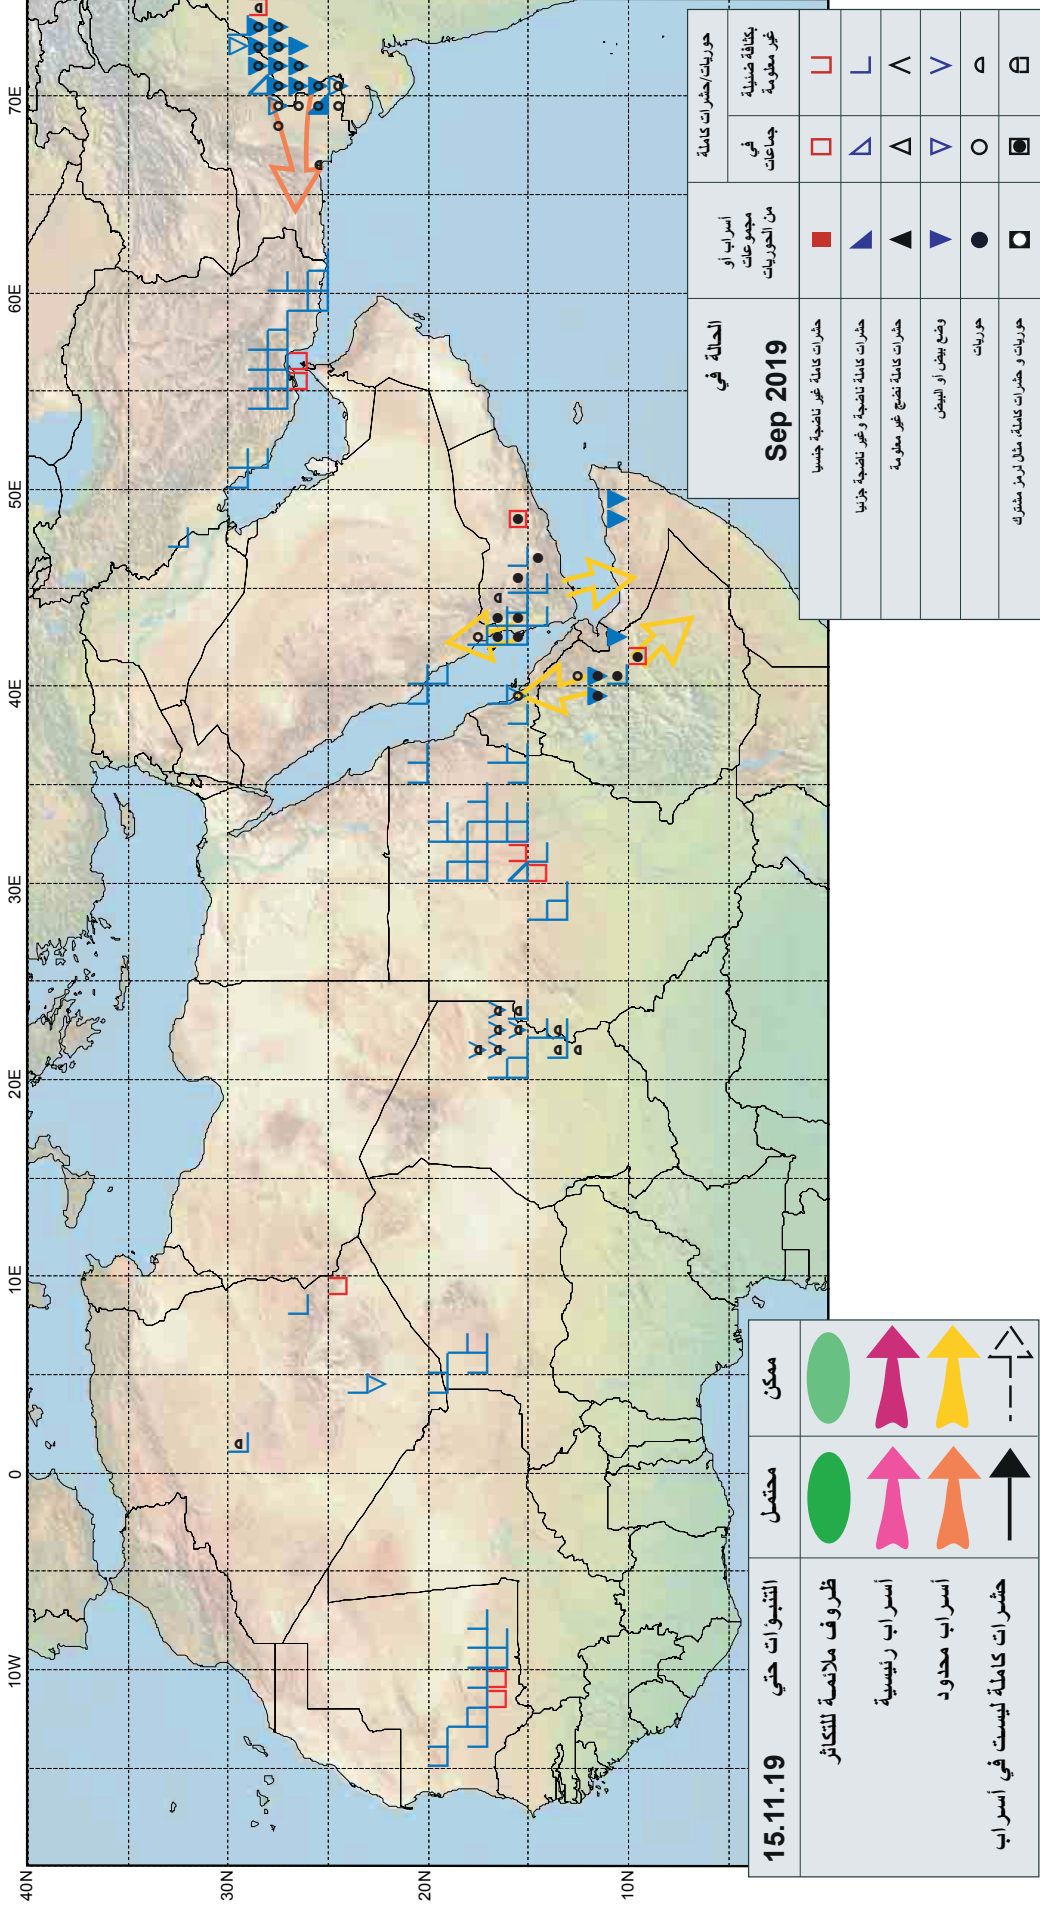 40N
30N
20N
10N
10W
0
10E
20E
30E
40E
50E
60E
70E
15.11.19
التنبؤات حتي
محتمل
ممكن
ظروف ملائمة للتكاثر
أسراب رئيسية
أسراب محدود
حشرات كاملة ليست في أسراب
الحالة في
Sep 2019
أسراب أو
مجموعات
من الحوريات
حوريات/حشرات كاملة
في
جماعات
بكثافة ضئيلة
غير معلومة
حشرات كاملة غير ناضجة جنسيا
حشرات كاملة ناضجة وغير ناضجة جزئيا
حشرات كاملة نضج غير معلومة
وضع بيض أو البيض
حوريات
حوريات و حشرات كاملة، مثل لرمز مشترك